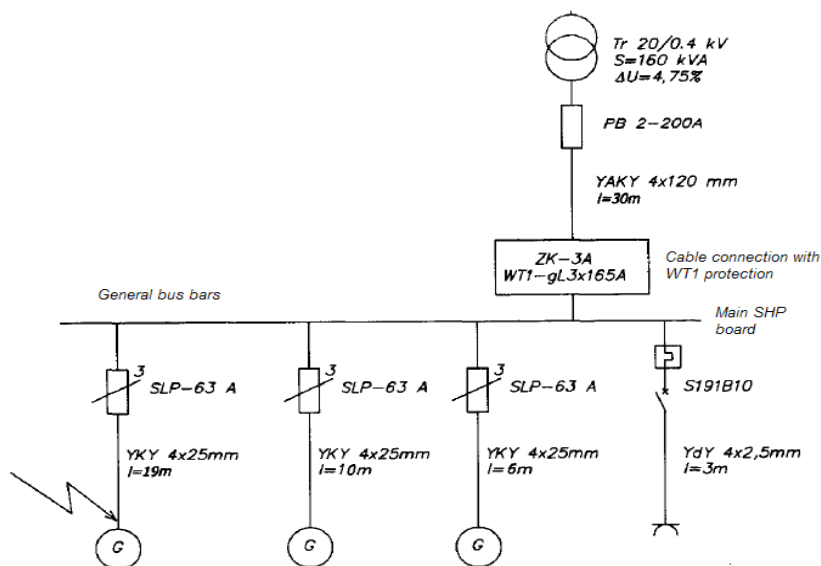 Tr 20/0.4 kV
S=160 kVA
ΔU=4,75%
PB 2-200A
YAKY 4x120 mm
l=30m
ZK-3A
WT1-gL3x165A
Cable connection with
WT1 protection
General bus bars
Main SHP
board
3
SLP-63 A
3
SLP-63 A
3
SLP-63 A
S191B10
YKY 4x25mm
l=19m
YKY 4x25mm
l=10m
YKY 4x25mm
l=6m
YdY 4x2,5mm
l=3m
G
G
G